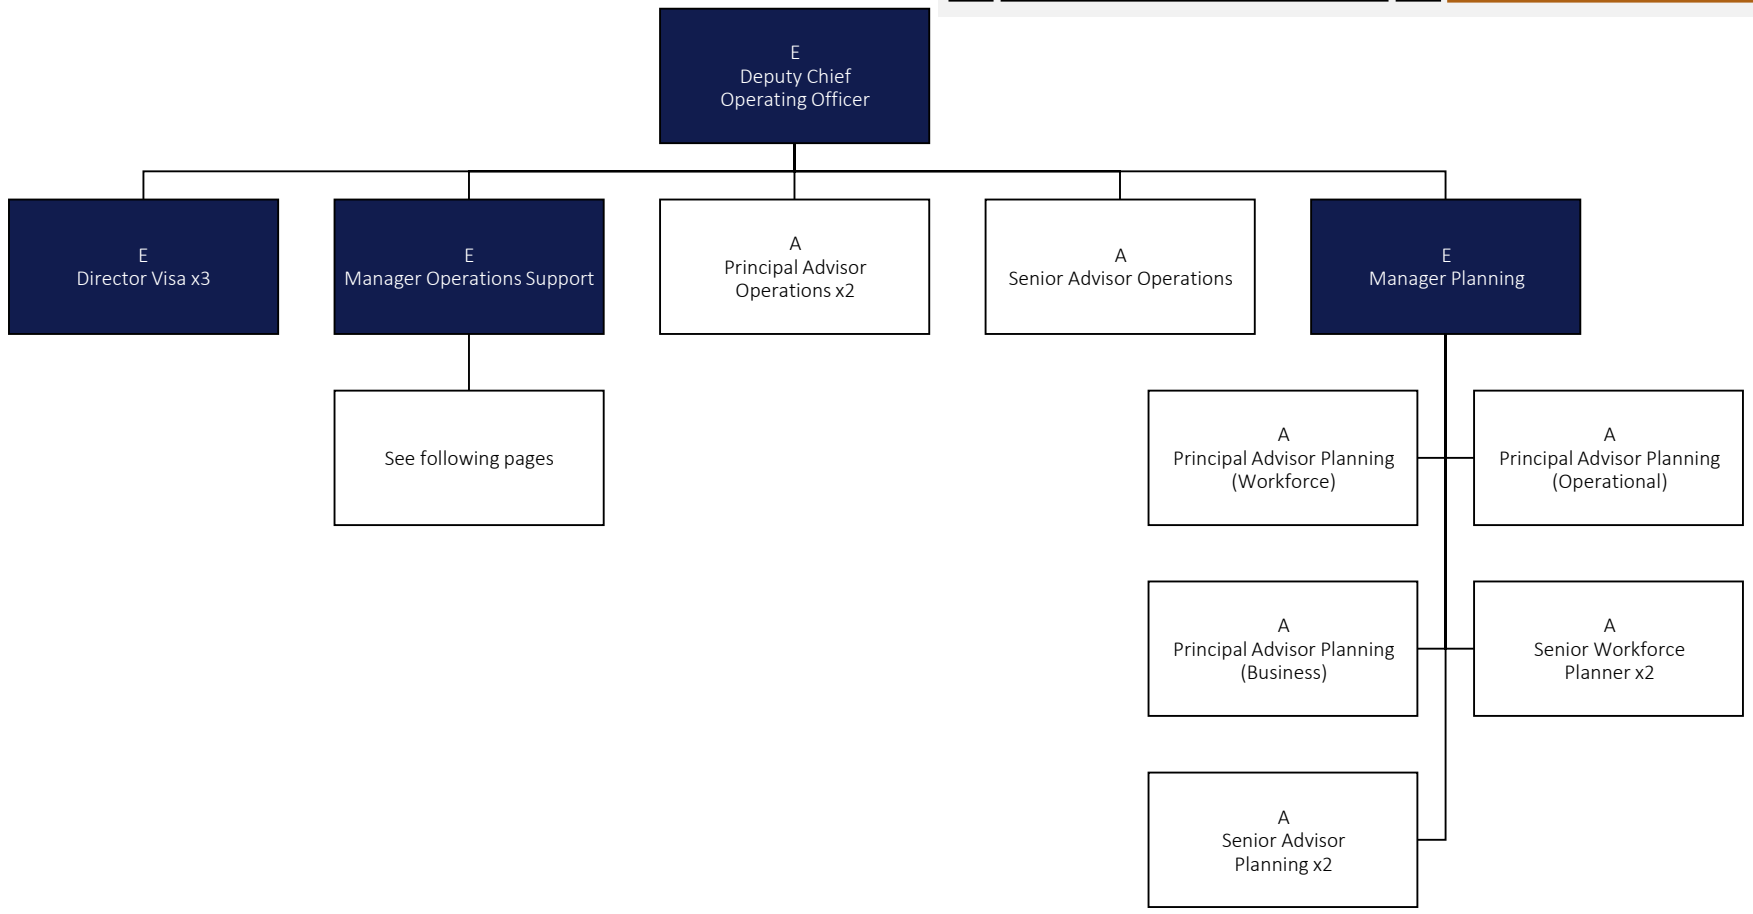 E
Deputy Chief
Operating Officer
E
Director Visa x3
E
Manager Operations Support
A
Principal Advisor
Operations x2
A
Senior Advisor Operations
E
Manager Planning
See following pages
A
Principal Advisor Planning
(Workforce)
A
Principal Advisor Planning
(Operational)
A
Principal Advisor Planning
(Business)
A
Senior Workforce
Planner x2
A
Senior Advisor
Planning x2